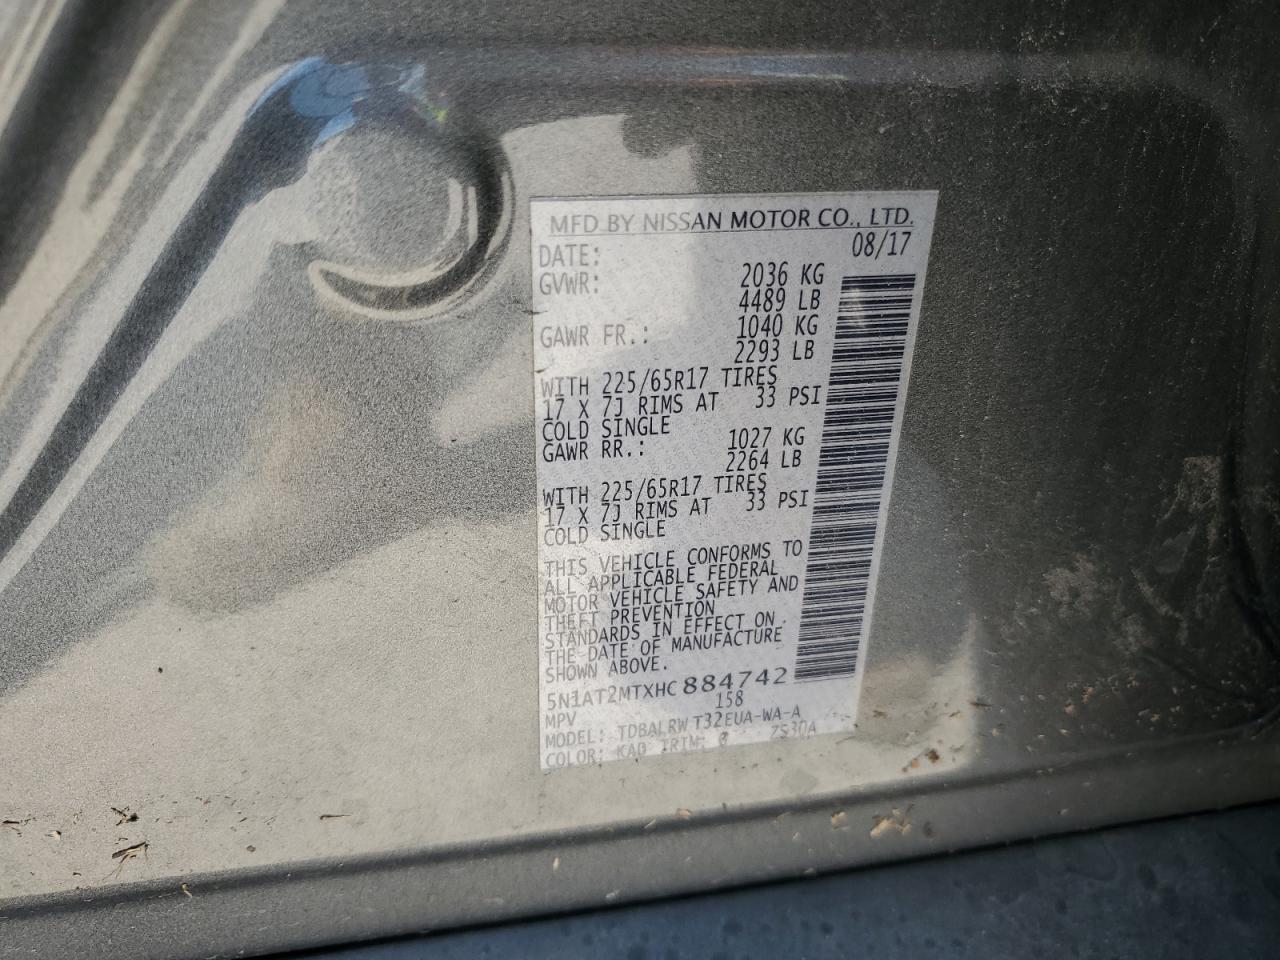 MFD BY NISSAN MOTOR CO., LTD.
DATE: 08/17
GVWR: 2036 KG
4489 LB
GAWR FR.: 1040 KG
2293 LB
WITH 225/65R17 TIRES
17 X 7J RIMS AT 33 PSI
COLD SINGLE
GAWR RR.: 1027 KG
2264 LB
WITH 225/65R17 TIRES
17 X 7J RIMS AT 33 PSI
COLD SINGLE
THIS VEHICLE CONFORMS TO
ALL APPLICABLE FEDERAL
MOTOR VEHICLE SAFETY AND
THEFT PREVENTION
STANDARDS IN EFFECT ON
THE DATE OF MANUFACTURE
SHOWN ABOVE.
5N1AT2MTXHC884742
MPV 158
MODEL: TDBALRW T32EUA-WA-A
COLOR: KAD TRIM: